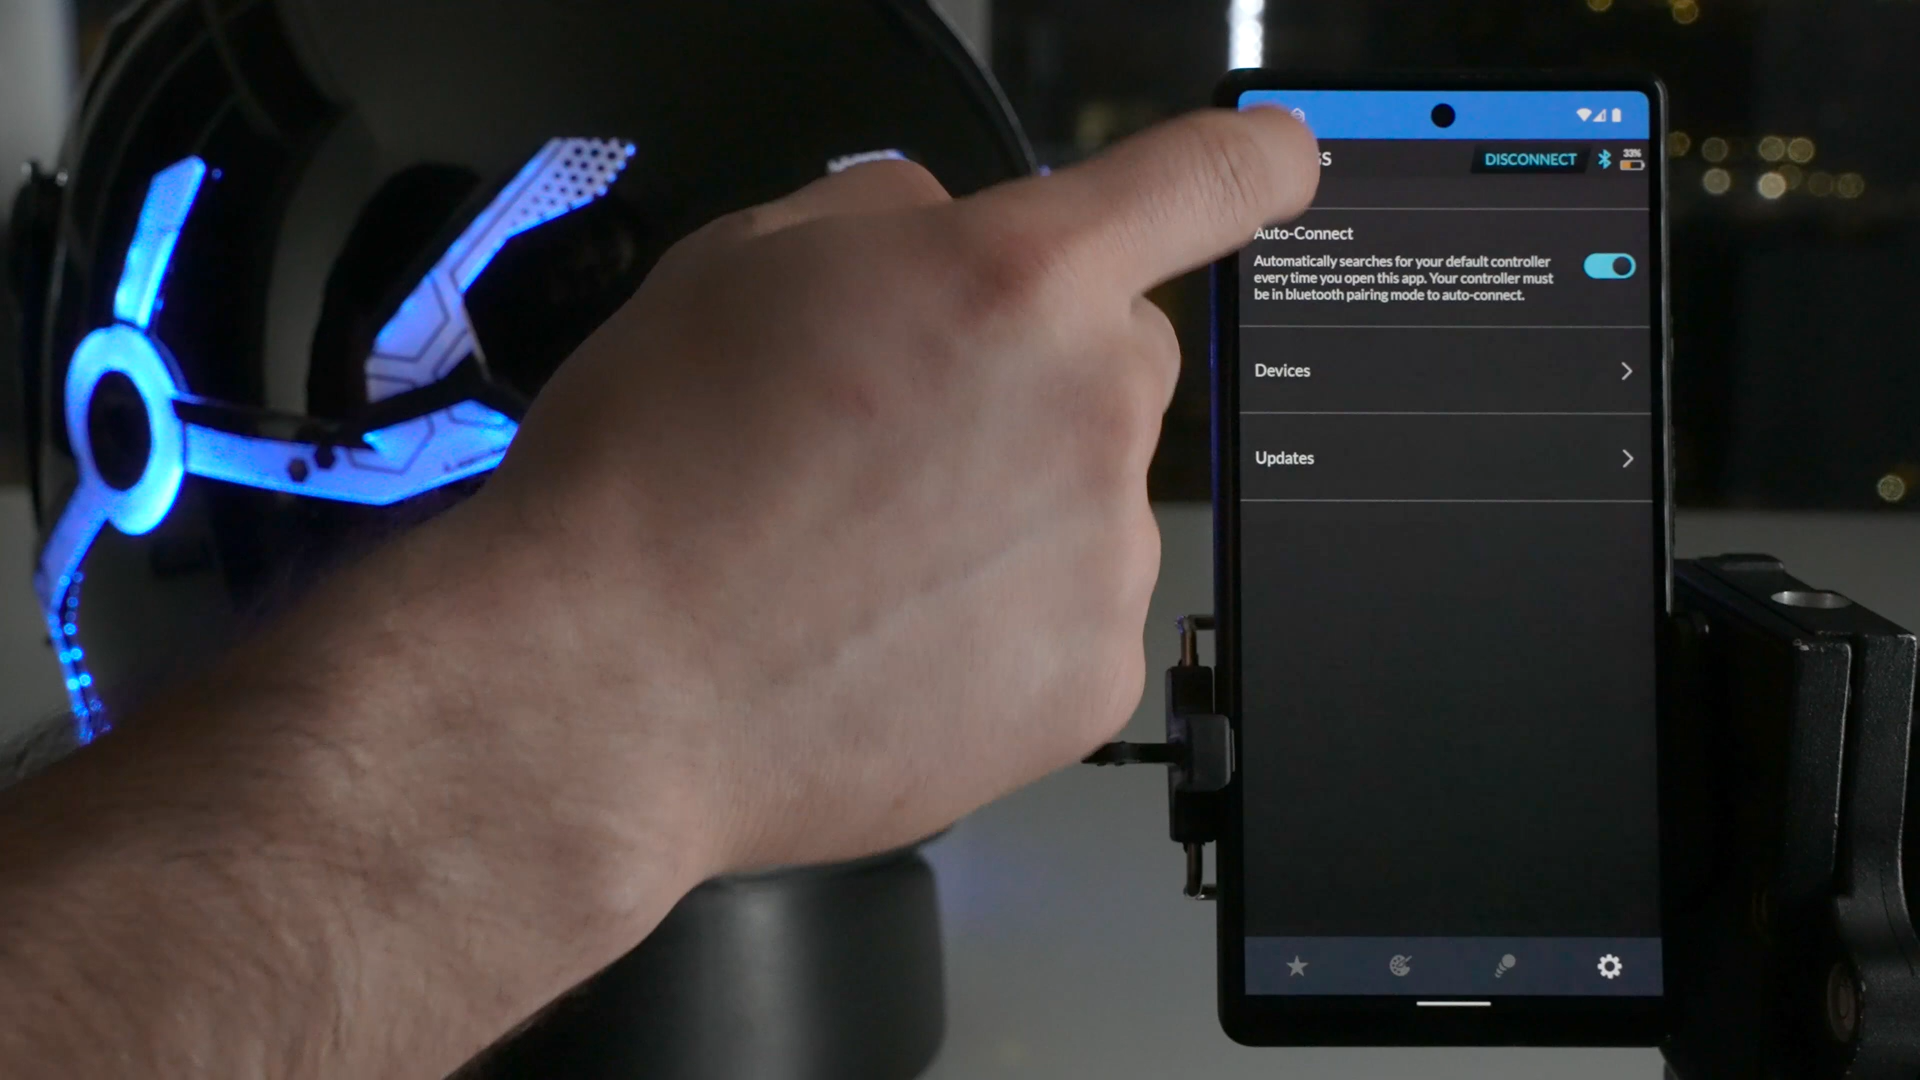 DISCONNECT
33%
Auto-Connect
Automatically searches for your default controller
every time you open this app. Your controller must
be in bluetooth pairing mode to auto-connect.
Devices
Updates